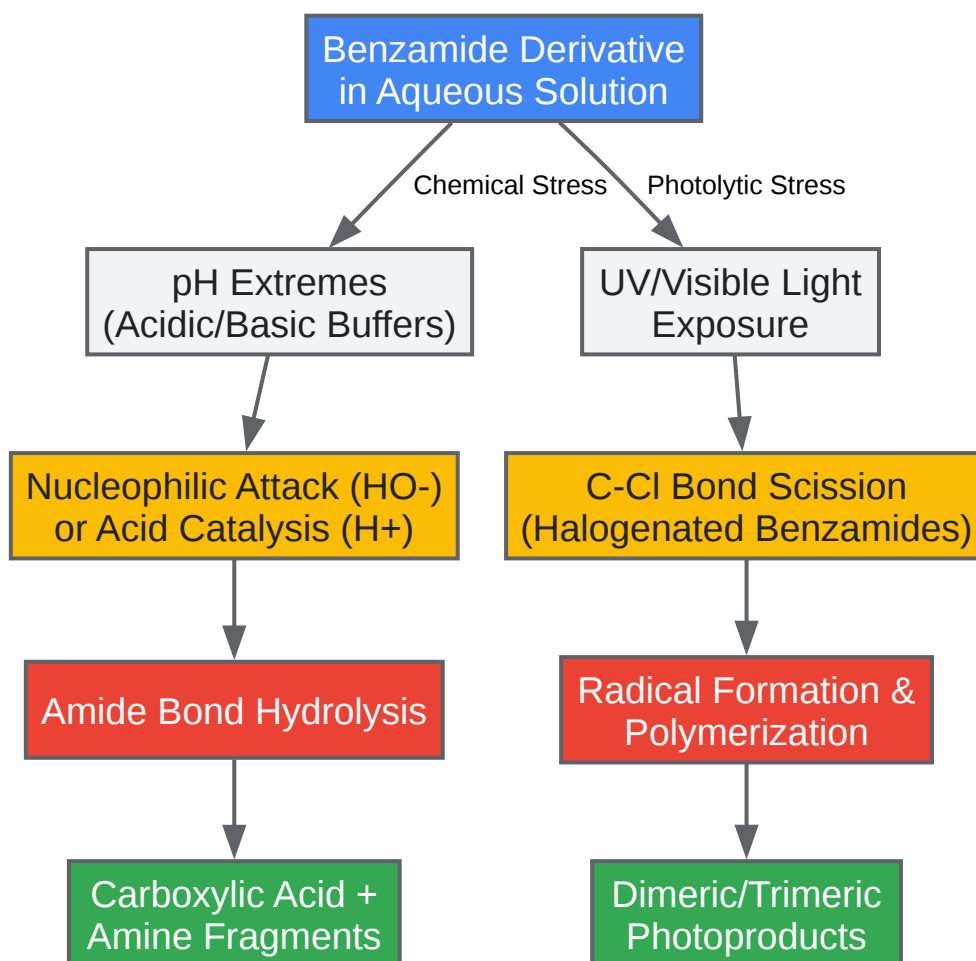 Benzamide Derivative
in Aqueous Solution
Chemical Stress
Photolytic Stress
pH Extremes
(Acidic/Basic Buffers)
UV/Visible Light
Exposure
Nucleophilic Attack (HO-)
or Acid Catalysis (H+)
C-Cl Bond Scission
(Halogenated Benzamides)
Amide Bond Hydrolysis
Radical Formation &
Polymerization
Carboxylic Acid +
Amine Fragments
Dimeric/Trimeric
Photoproducts